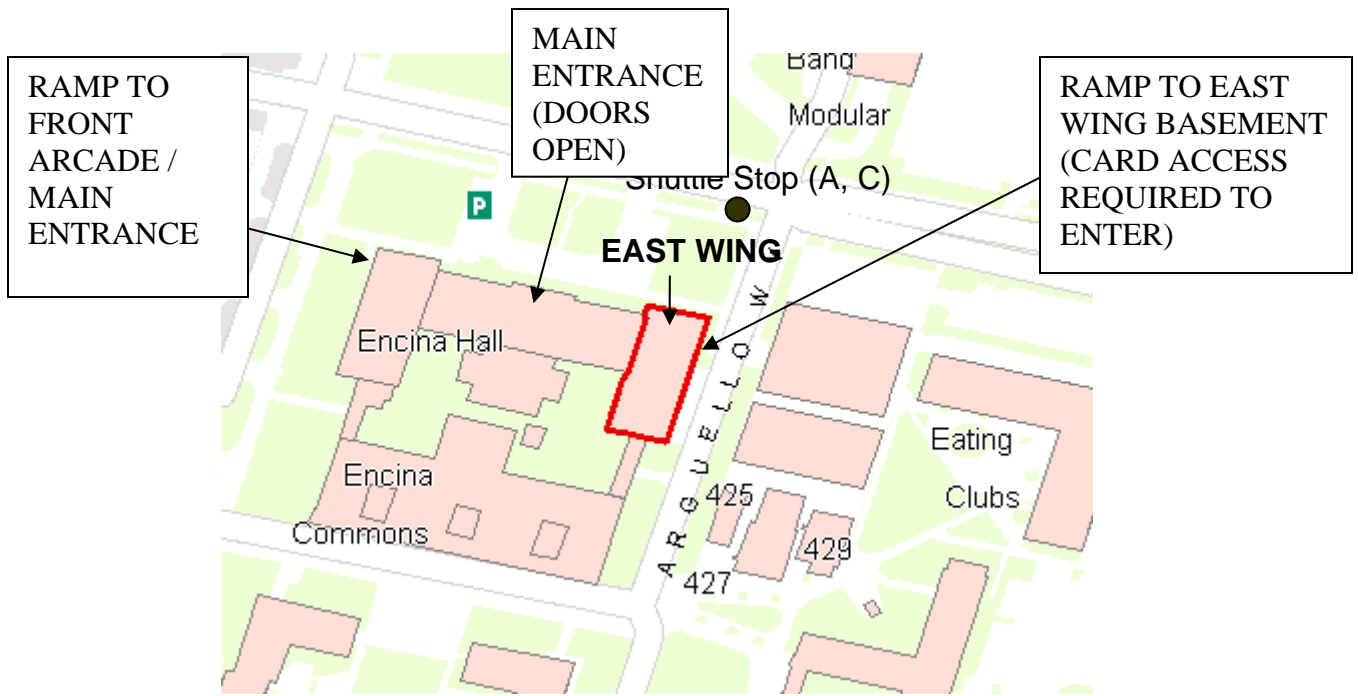 RAMP TO
FRONT
ARCADE /
MAIN
ENTRANCE
MAIN
ENTRANCE
(DOORS
OPEN)
RAMP TO EAST
WING BASEMENT
(CARD ACCESS
REQUIRED TO
ENTER)
Band
Modular
Shuttle Stop (A, C)
P
EAST WING
Encina Hall
ARGUELLO W
Encina
Commons
Eating
Clubs
425
427
429